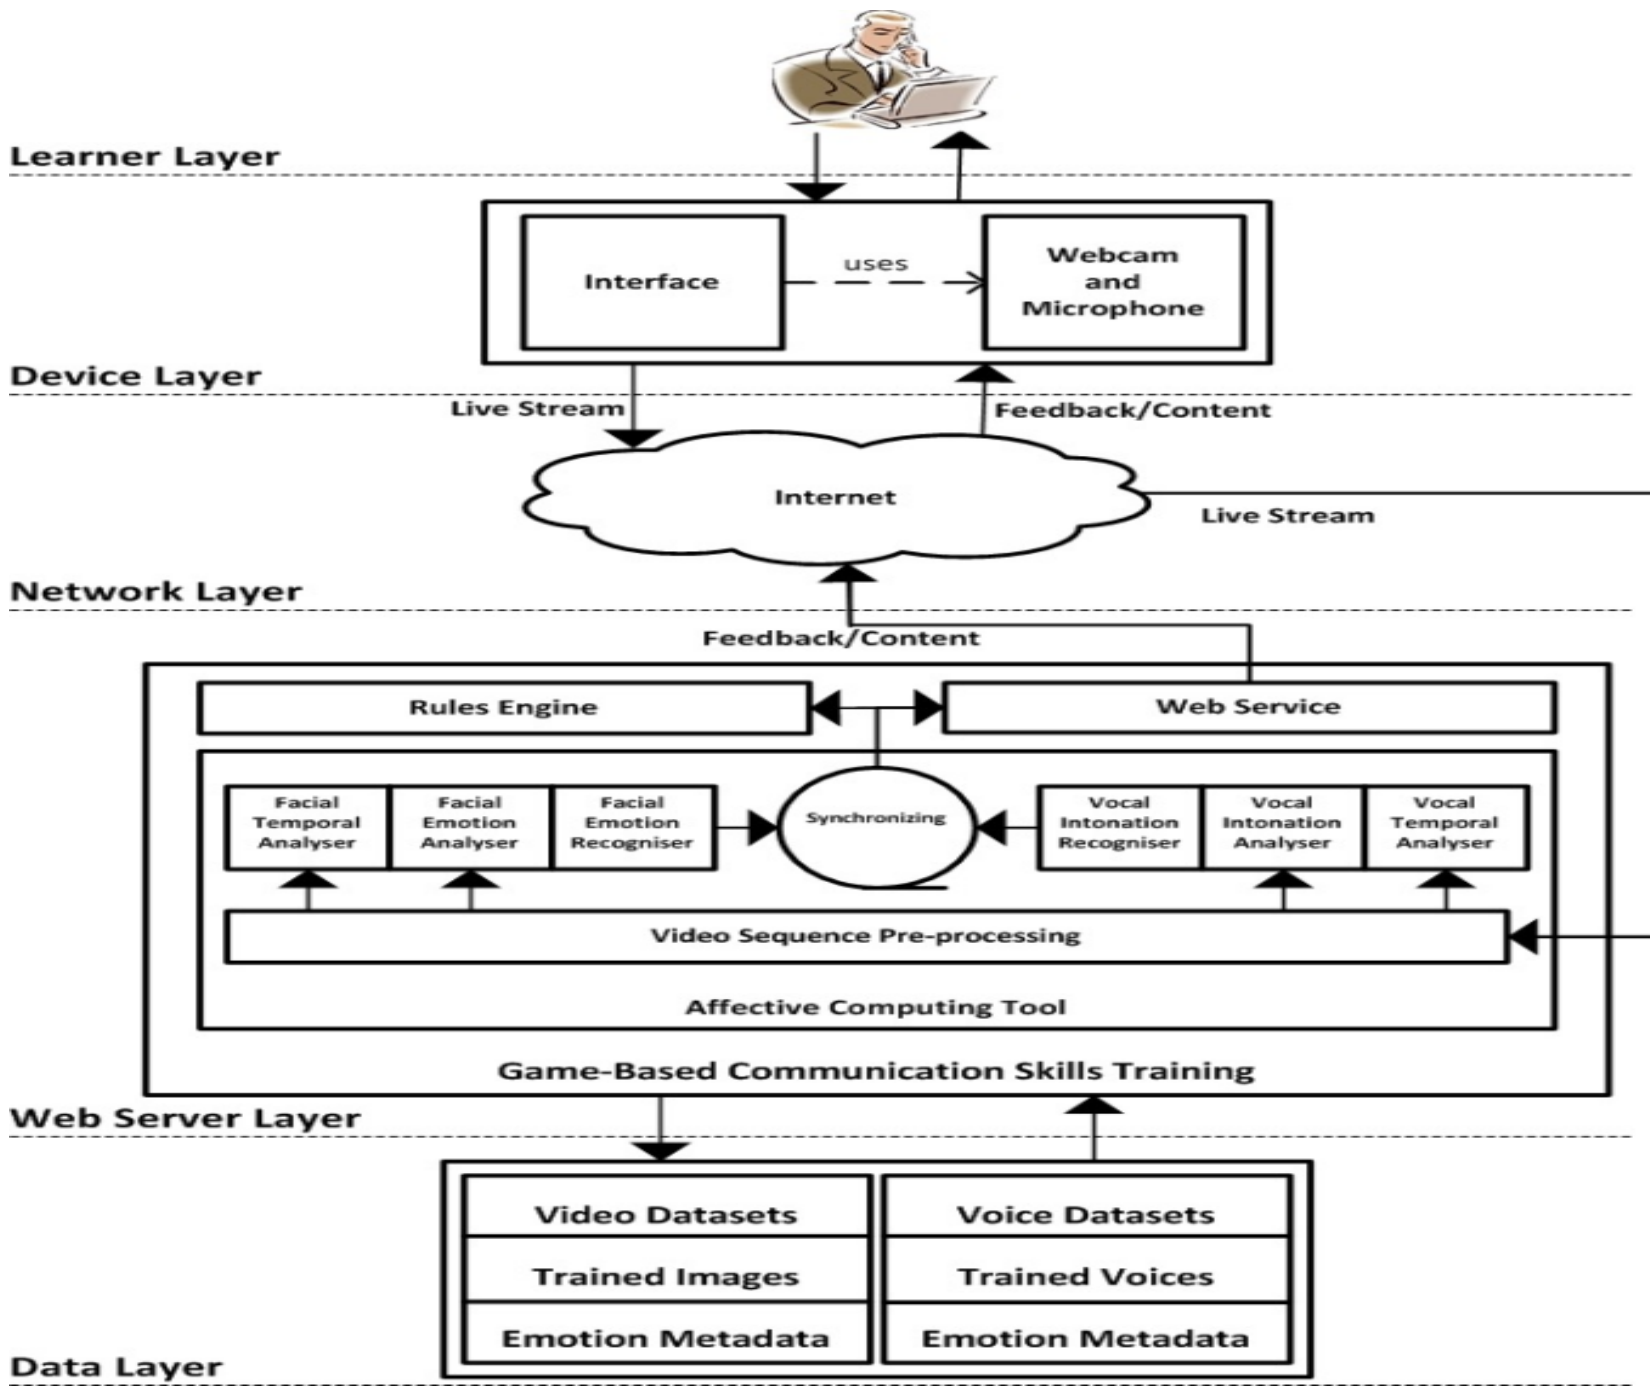 Learner Layer
Interface
uses
Webcam
and
Microphone
Device Layer
Live Stream
Feedback/Content
Internet
Live Stream
Network Layer
Feedback/Content
Rules Engine
Web Service
Facial
Temporal
Analyser
Facial
Emotion
Analyser
Facial
Emotion
Recogniser
Synchronizing
Vocal
Intonation
Recogniser
Vocal
Intonation
Analyser
Vocal
Temporal
Analyser
Video Sequence Pre-processing
Affective Computing Tool
Game-Based Communication Skills Training
Web Server Layer
Video Datasets
Trained Images
Emotion Metadata
Voice Datasets
Trained Voices
Emotion Metadata
Data Layer